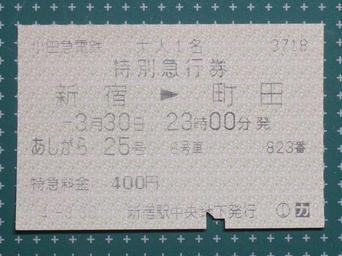 小田急電鉄 大人1名 3718
特別急行券
新宿 ► 町田
-3月30日 23時00分発
あしがら 25号 6号車 823番
特急料金 400円
新宿駅中央地下発行 ① カ